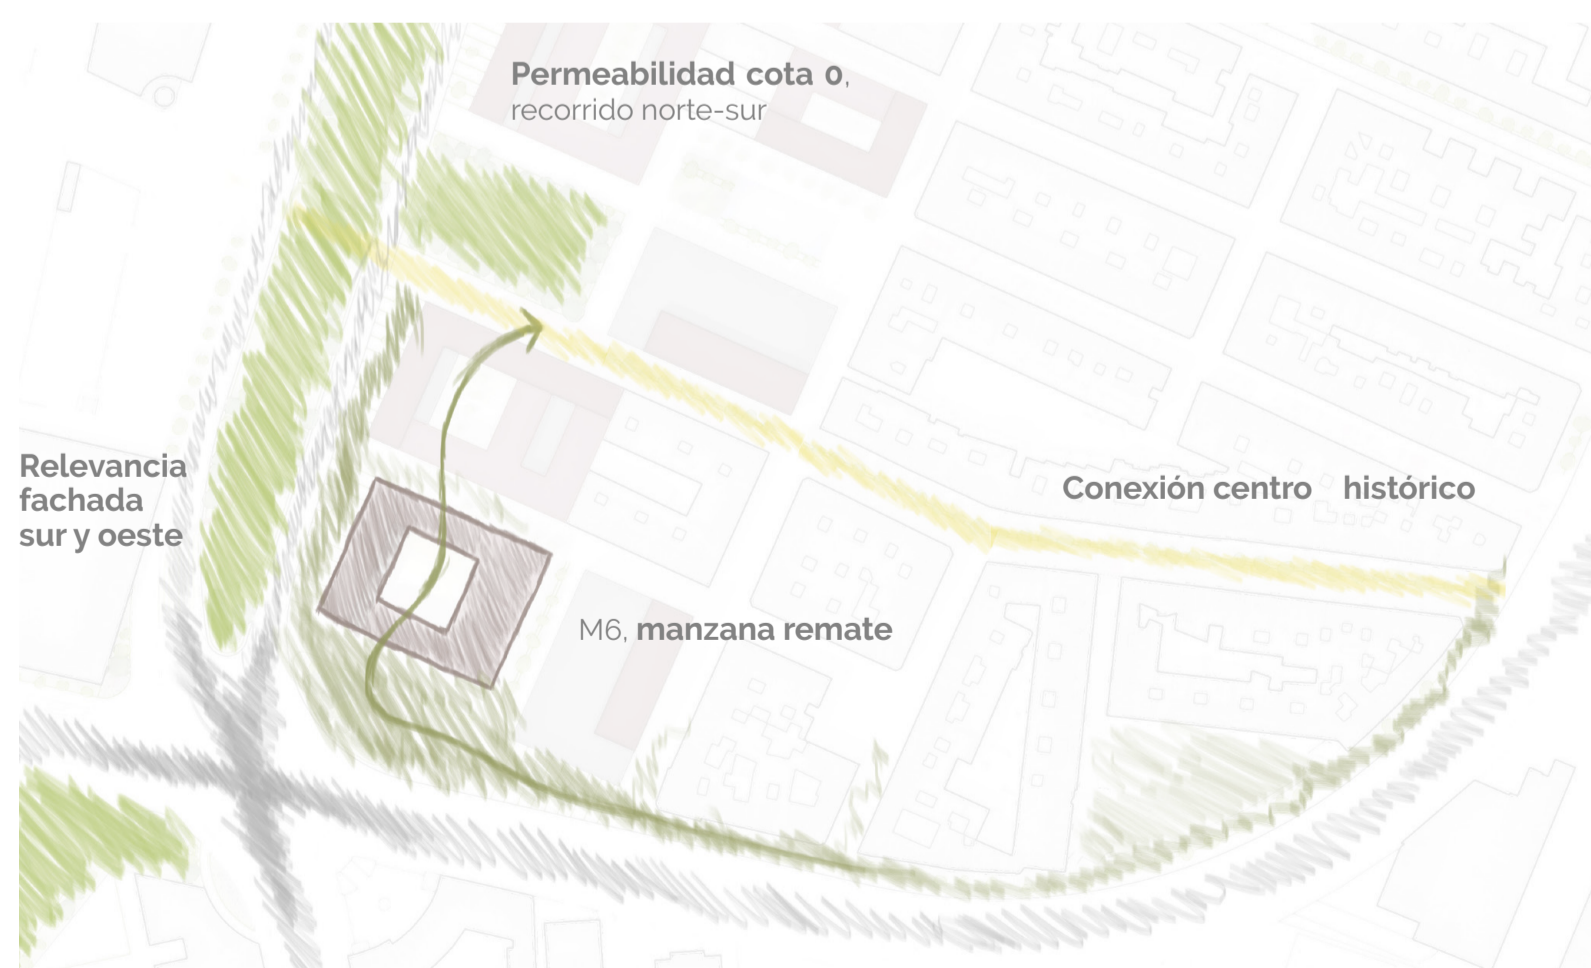 Permeabilidad cota 0,
recorrido norte-sur
Relevancia
fachada
sur y oeste
Conexión centro histórico
M6, manzana remate